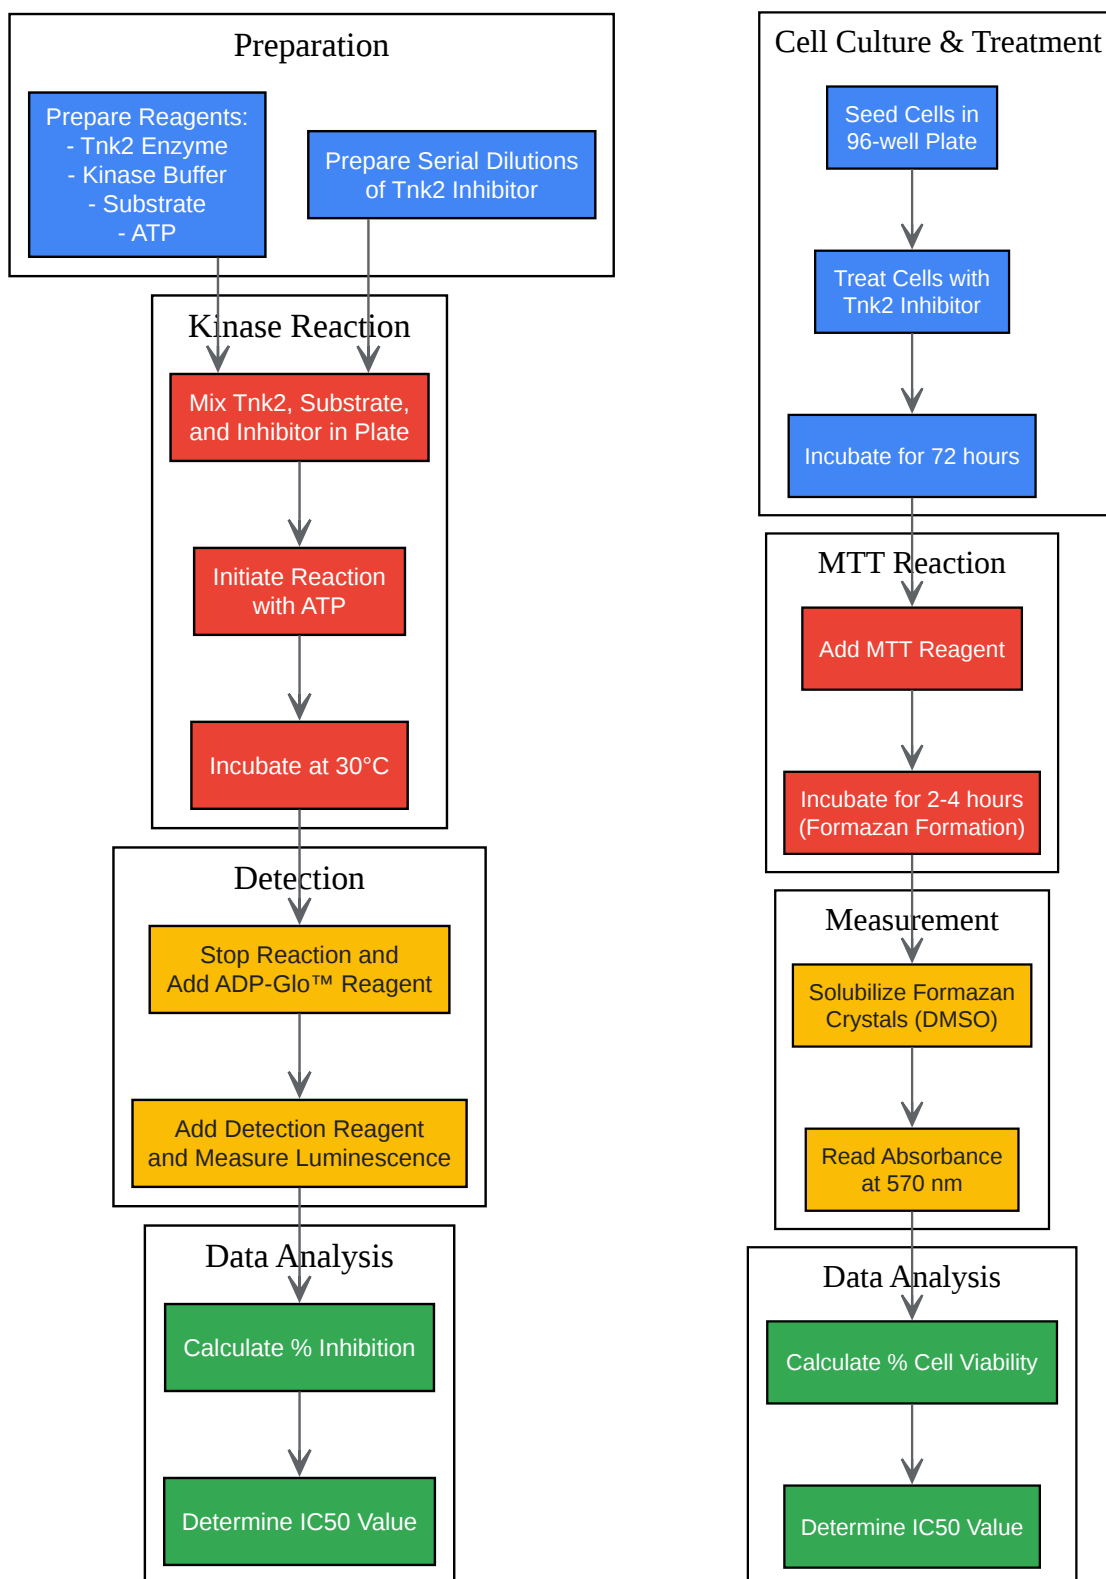 Preparation
Prepare Reagents:
- Tnk2 Enzyme
- Kinase Buffer
- Substrate
- ATP
Prepare Serial Dilutions
of Tnk2 Inhibitor
Kinase Reaction
Mix Tnk2, Substrate,
and Inhibitor in Plate
Initiate Reaction
with ATP
Incubate at 30°C
Detection
Stop Reaction and
Add ADP-Glo™ Reagent
Add Detection Reagent
and Measure Luminescence
Data Analysis
Calculate % Inhibition
Determine IC50 Value
Cell Culture & Treatment
Seed Cells in
96-well Plate
Treat Cells with
Tnk2 Inhibitor
Incubate for 72 hours
MTT Reaction
Add MTT Reagent
Incubate for 2-4 hours
(Formazan Formation)
Measurement
Solubilize Formazan
Crystals (DMSO)
Read Absorbance
at 570 nm
Data Analysis
Calculate % Cell Viability
Determine IC50 Value